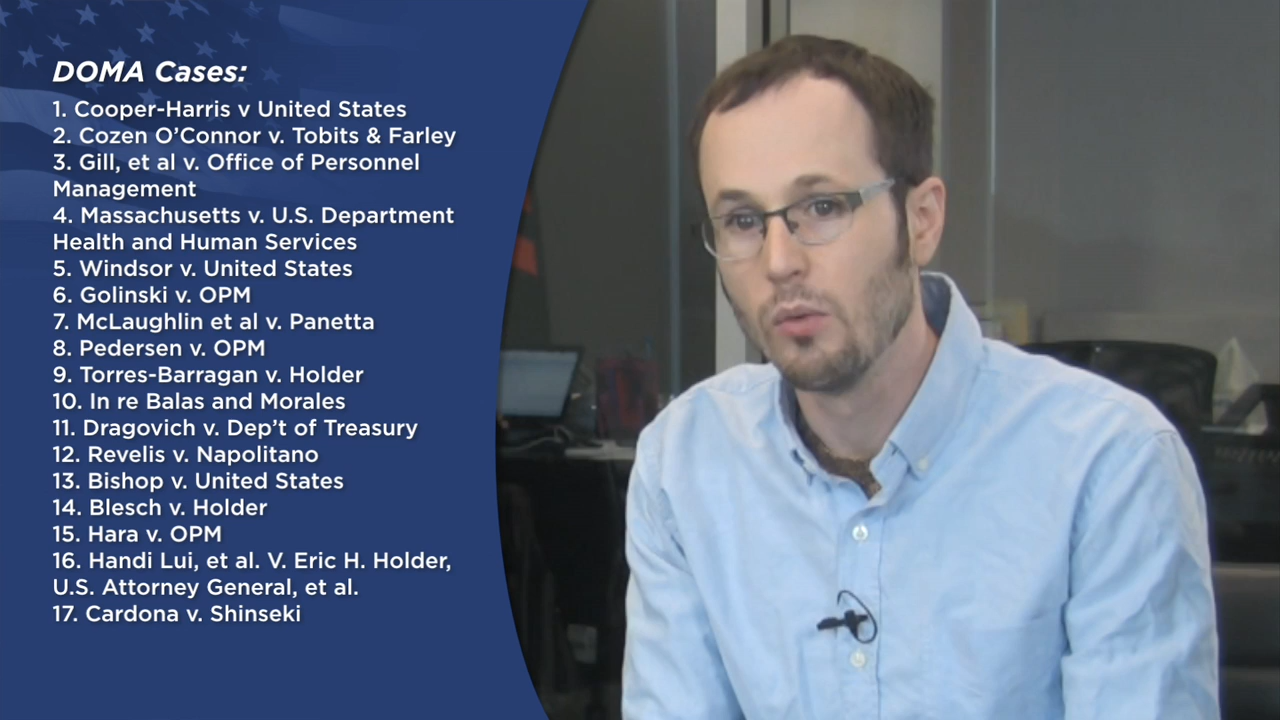 DOMA Cases:
1. Cooper-Harris v United States
2. Cozen O’Connor v. Tobits & Farley
3. Gill, et al v. Office of Personnel
Management
4. Massachusetts v. U.S. Department
Health and Human Services
5. Windsor v. United States
6. Golinski v. OPM
7. McLaughlin et al v. Panetta
8. Pedersen v. OPM
9. Torres-Barragan v. Holder
10. In re Balas and Morales
11. Dragovich v. Dep’t of Treasury
12. Revelis v. Napolitano
13. Bishop v. United States
14. Blesch v. Holder
15. Hara v. OPM
16. Handi Lui, et al. V. Eric H. Holder,
U.S. Attorney General, et al.
17. Cardona v. Shinseki